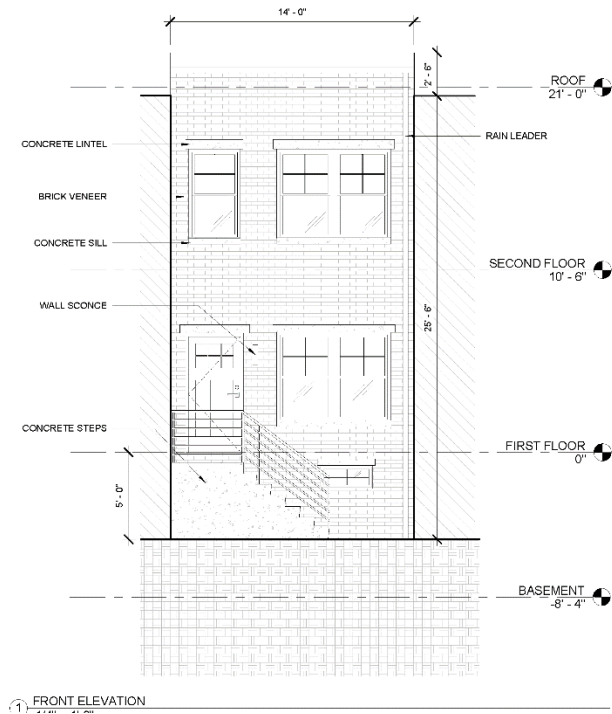 14' - 0"
2' - 6"
ROOF
21' - 0"
CONCRETE LINTEL
RAIN LEADER
BRICK VENEER
CONCRETE SILL
SECOND FLOOR
10' - 6"
WALL SCONCE
25' - 6"
CONCRETE STEPS
FIRST FLOOR
0"
5' - 0"
BASEMENT
-8' - 4"
1 FRONT ELEVATION